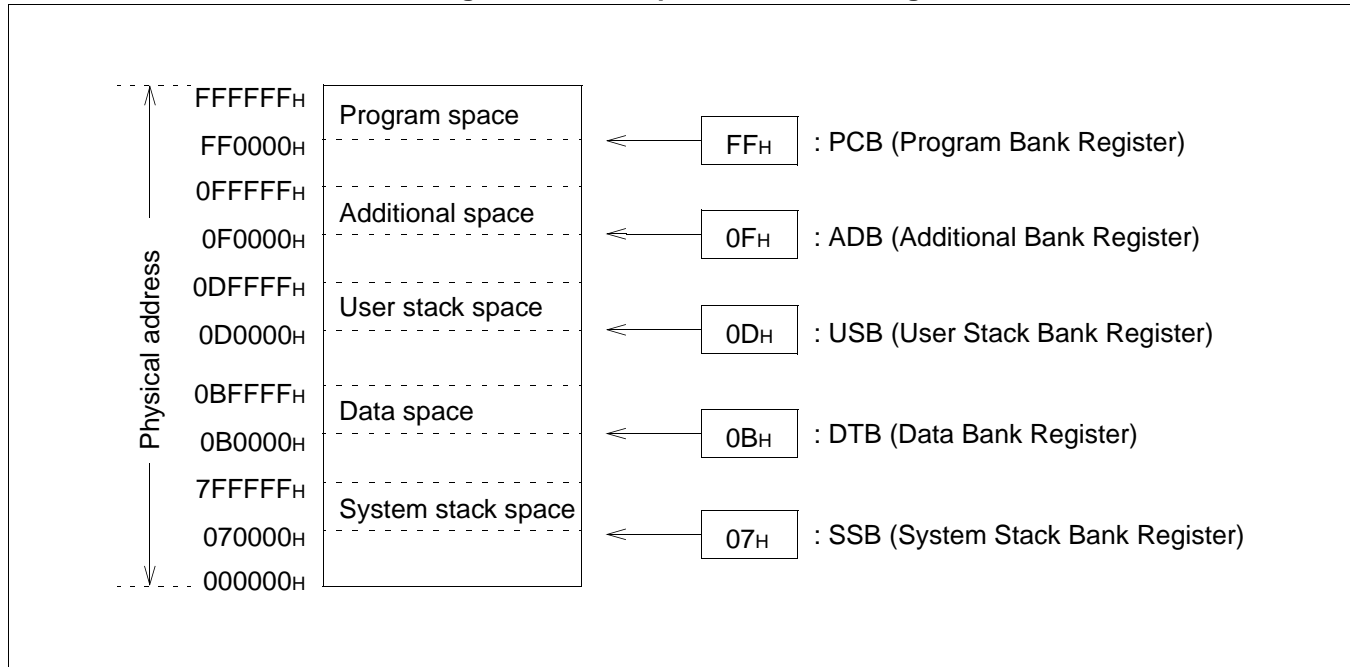 FFFFFFH
Program space
FF0000H
FFH : PCB (Program Bank Register)
0FFFFFH
Additional space
0F0000H
0FH : ADB (Additional Bank Register)
0DFFFFH
User stack space
0D0000H
0DH : USB (User Stack Bank Register)
0BFFFFH
Data space
0B0000H
0BH : DTB (Data Bank Register)
7FFFFFH
System stack space
070000H
07H : SSB (System Stack Bank Register)
000000H
Physical address